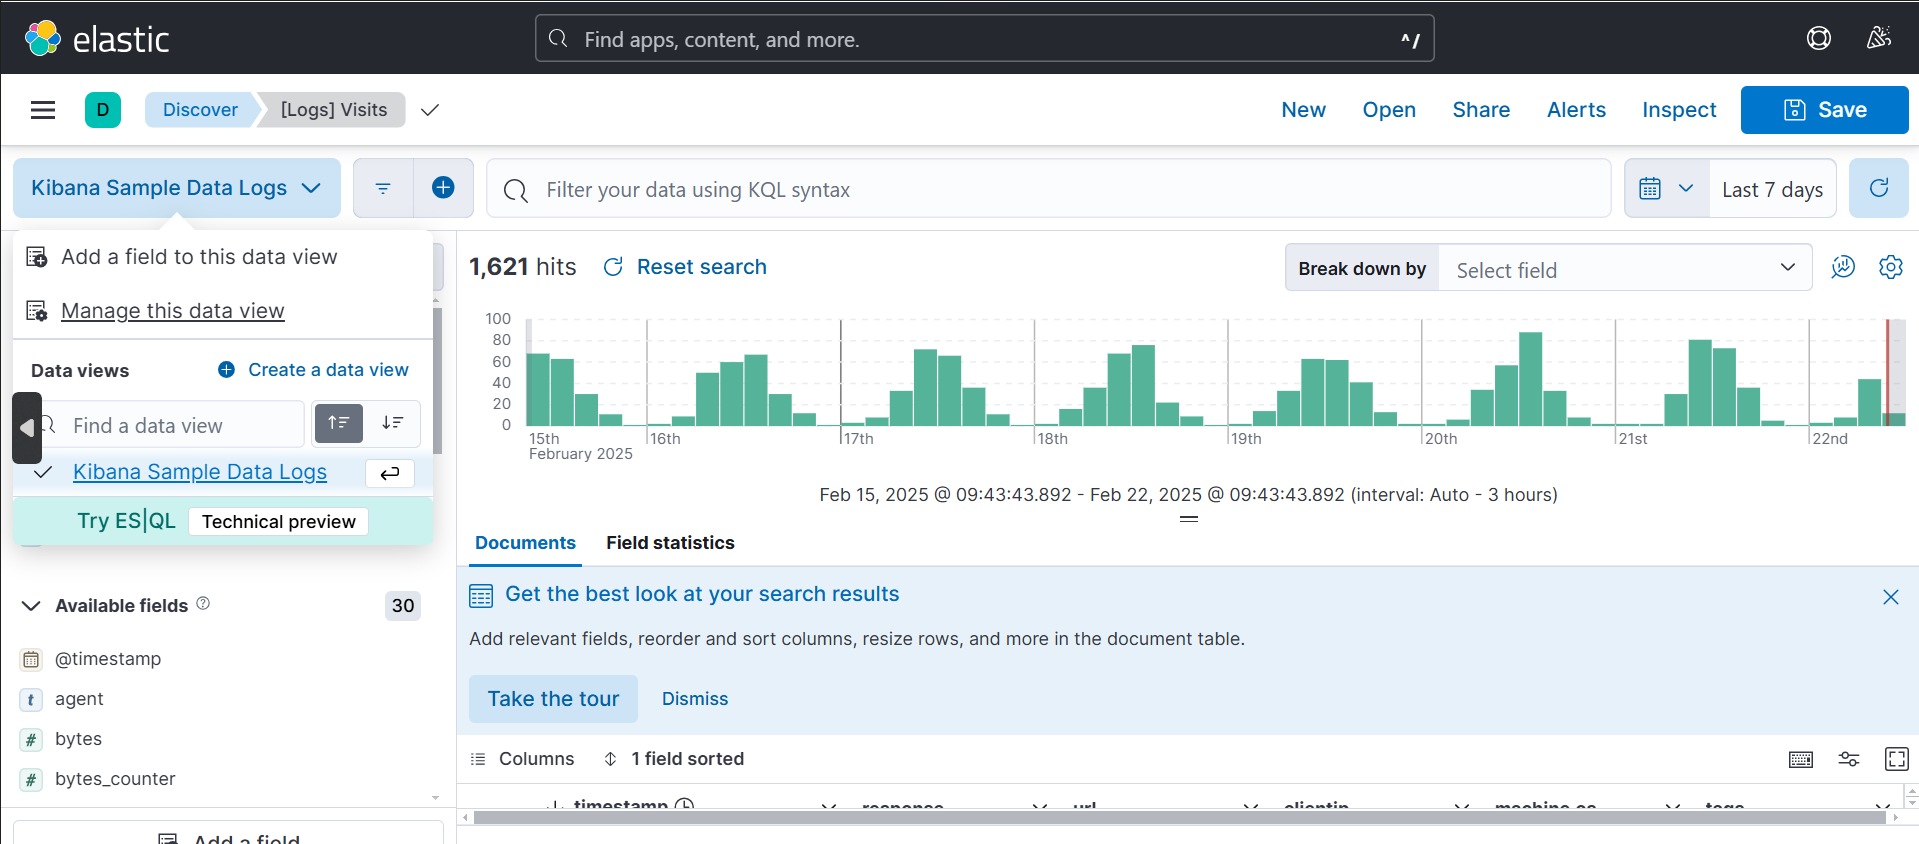 elastic
Find apps, content, and more.
^/
D
Discover
[Logs] Visits
New
Open
Share
Alerts
Inspect
Save
Kibana Sample Data Logs
Filter your data using KQL syntax
Last 7 days
Add a field to this data view
Manage this data view
Data views
Create a data view
Find a data view
Kibana Sample Data Logs
Try ES|QL
Technical preview
Available fields
30
@timestamp
t agent
# bytes
# bytes_counter
Add a field
1,621 hits
Reset search
Break down by
Select field
100
80
60
40
20
0
15th
February 2025
16th
17th
18th
19th
20th
21st
22nd
Feb 15, 2025 @ 09:43:43.892 - Feb 22, 2025 @ 09:43:43.892 (interval: Auto - 3 hours)
Documents
Field statistics
Get the best look at your search results
Add relevant fields, reorder and sort columns, resize rows, and more in the document table.
Take the tour
Dismiss
Columns
1 field sorted
timestamp
response
url
clientip
machine.os
tags